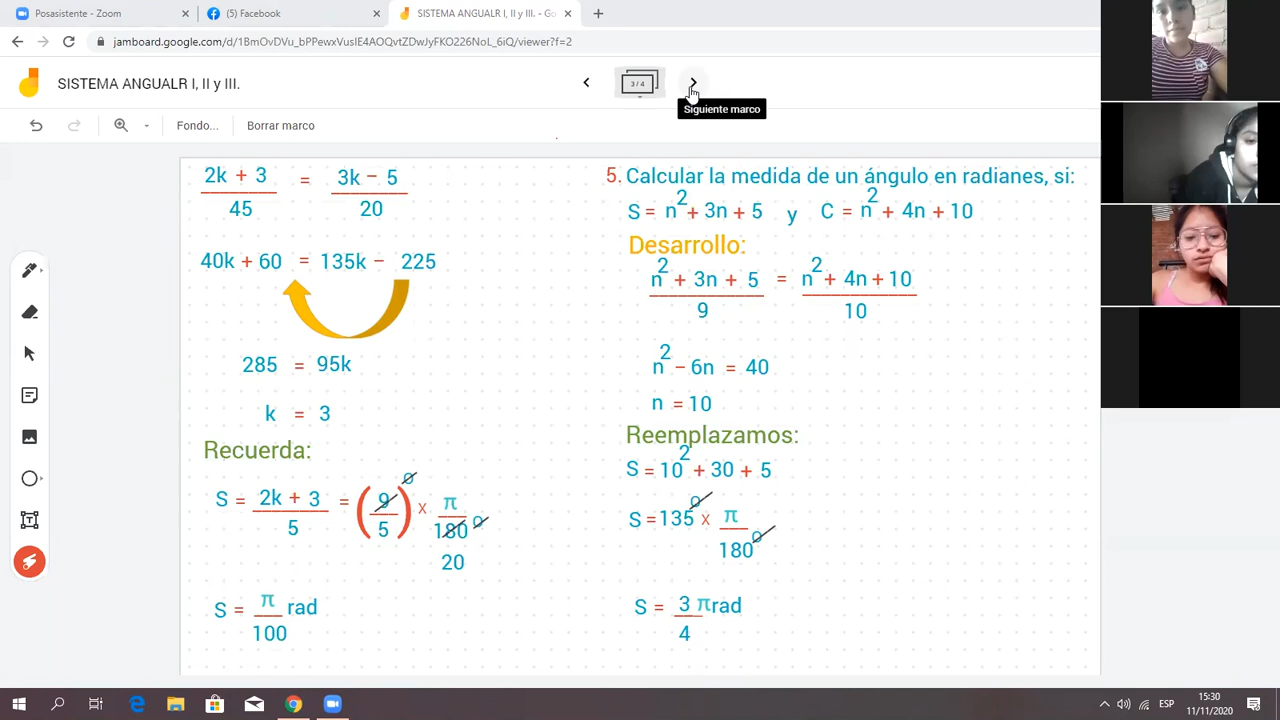 Posasistente - Zoom
(5) Facebook
SISTEMA ANGUALR I, II y III. - Go
jamboard.google.com/d/1BmOvDVu_bPPewxVusIE4AOQvtZDwJyFKO226NoL_6iQ/viewer?f=2
SISTEMA ANGUALR I, II y III.
3 / 4
Siguiente marco
Fondo...
Borrar marco
2k + 3 = 3k - 5
45 20
40k + 60 = 135k - 225
285 = 95k
k = 3
Recuerda:
S = 2k + 3 = ( 9 )° x π
5 5 180°
20
S = π rad
100
5. Calcular la medida de un ángulo en radianes, si:
S = n² + 3n + 5 y C = n² + 4n + 10
Desarrollo:
n² + 3n + 5 = n² + 4n + 10
9 10
n² - 6n = 40
n = 10
Reemplazamos:
S = 10² + 30 + 5
S = 135° x π
180°
S = 3 π rad
4
ESP
15:30
11/11/2020